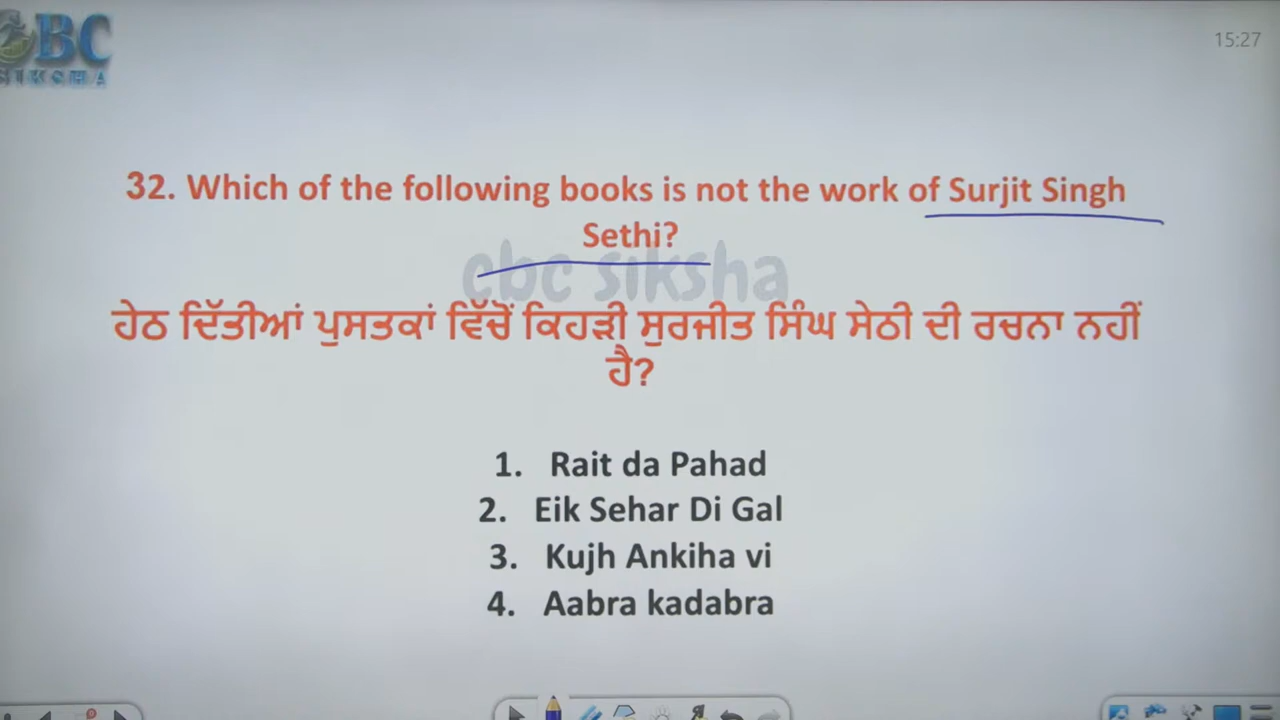 CBC
SIKSHA
15:27
32. Which of the following books is not the work of Surjit Singh
Sethi?
cbc siksha
ਹੇਠ ਦਿੱਤੀਆਂ ਪੁਸਤਕਾਂ ਵਿੱਚੋਂ ਕਿਹੜੀ ਸੁਰਜੀਤ ਸਿੰਘ ਸੇਠੀ ਦੀ ਰਚਨਾ ਨਹੀਂ
ਹੈ?
1. Rait da Pahad
2. Eik Sehar Di Gal
3. Kujh Ankiha vi
4. Aabra kadabra